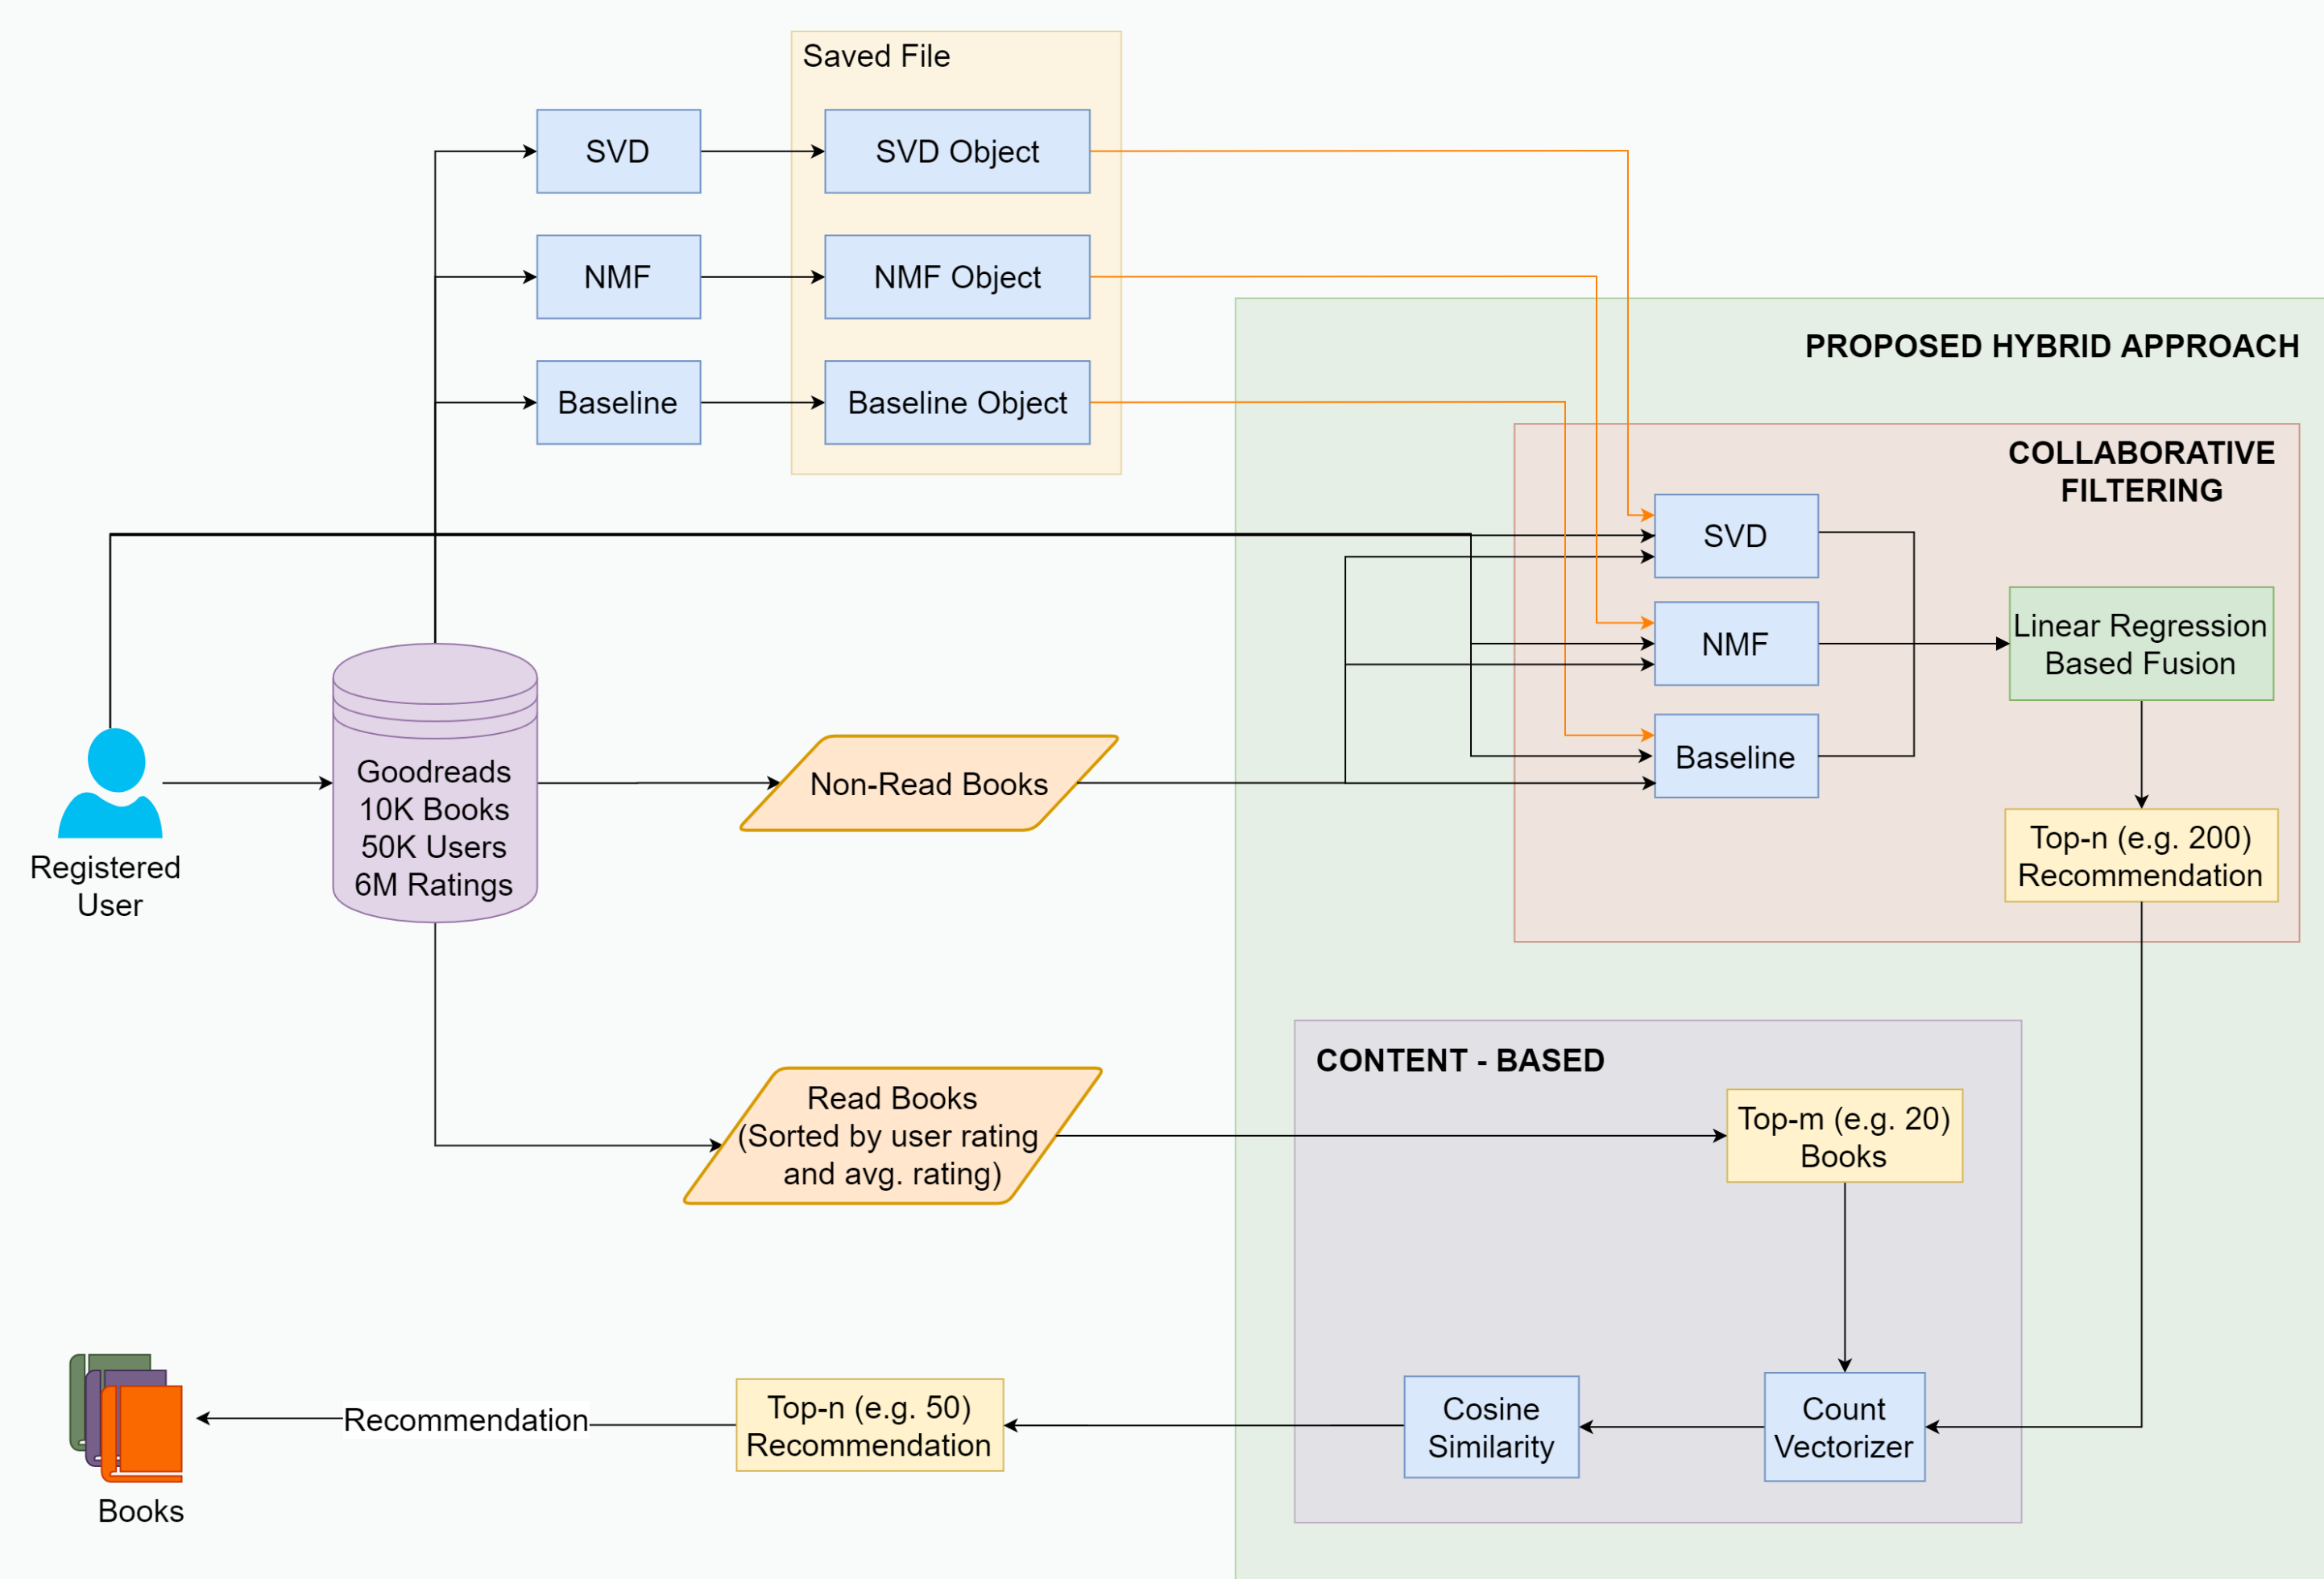 Saved File
SVD
SVD Object
NMF
NMF Object
Baseline
Baseline Object
PROPOSED HYBRID APPROACH
COLLABORATIVE
FILTERING
SVD
NMF
Baseline
Linear Regression
Based Fusion
Top-n (e.g. 200)
Recommendation
Registered
User
Goodreads
10K Books
50K Users
6M Ratings
Non-Read Books
Read Books
(Sorted by user rating
and avg. rating)
CONTENT - BASED
Top-m (e.g. 20)
Books
Count
Vectorizer
Cosine
Similarity
Top-n (e.g. 50)
Recommendation
Recommendation
Books